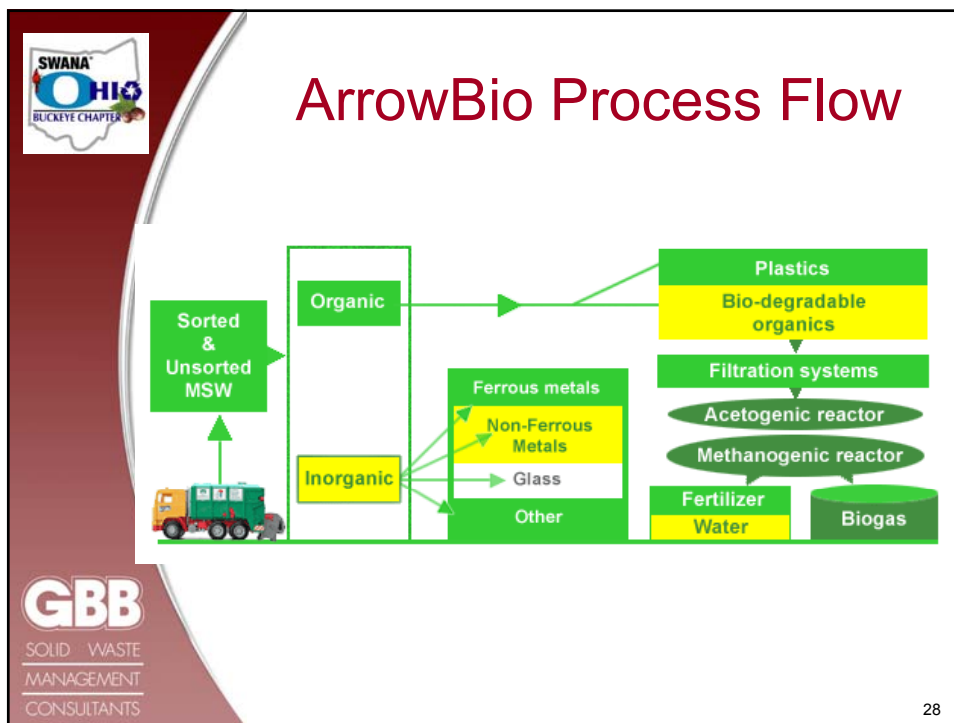 SWANA
OHIO
BUCKEYE CHAPTER
ArrowBio Process Flow
Sorted
&
Unsorted
MSW
Organic
Inorganic
Ferrous metals
Non-Ferrous
Metals
Glass
Other
Plastics
Bio-degradable
organics
Filtration systems
Acetogenic reactor
Methanogenic reactor
Fertilizer
Water
Biogas
GBB
SOLID WASTE
MANAGEMENT
CONSULTANTS
28